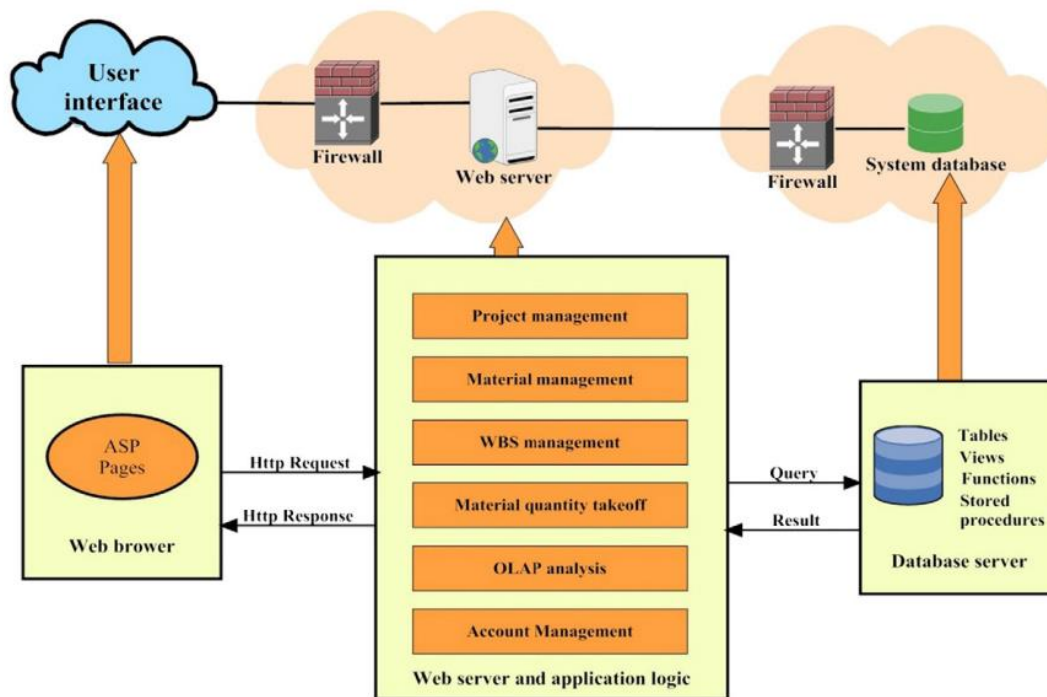 User
interface
Firewall
Web server
Firewall
System database
Project management
Material management
WBS management
Material quantity takeoff
OLAP analysis
Account Management
Web server and application logic
ASP
Pages
Web brower
Http Request
Http Response
Query
Result
Tables
Views
Functions
Stored
procedures
Database server